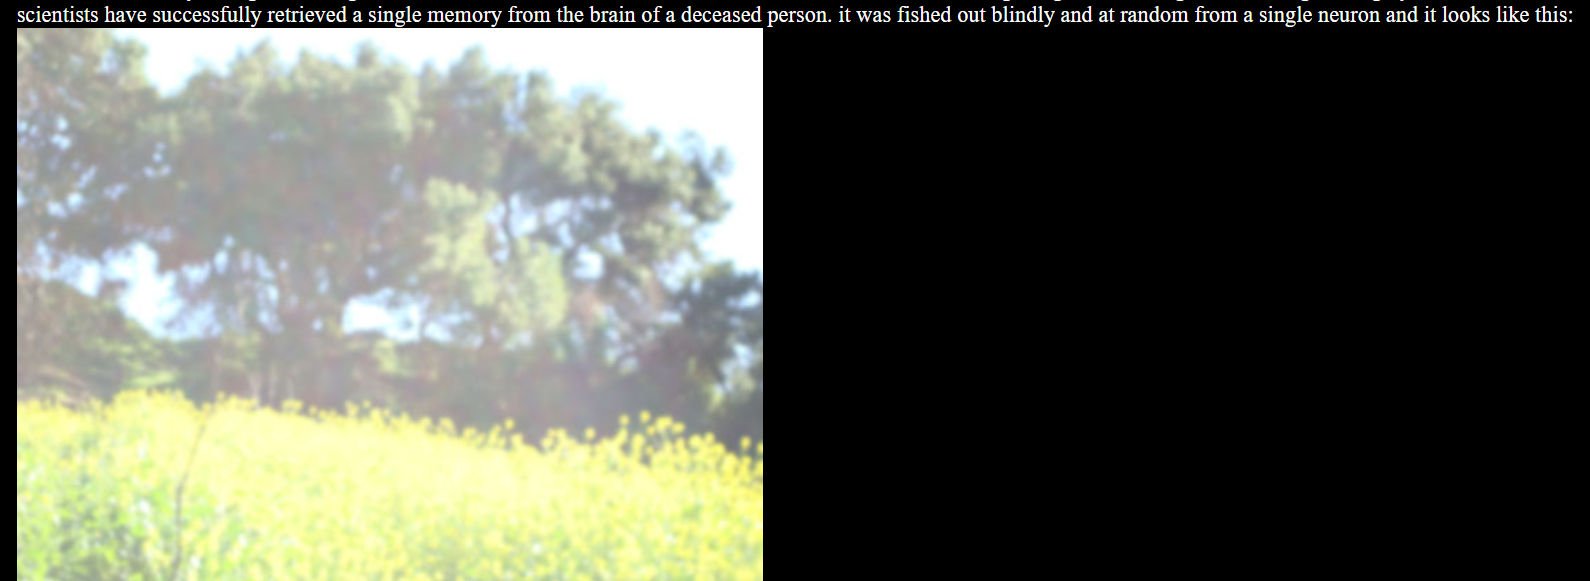 scientists have successfully retrieved a single memory from the brain of a deceased person. it was fished out blindly and at random from a single neuron and it looks like this: